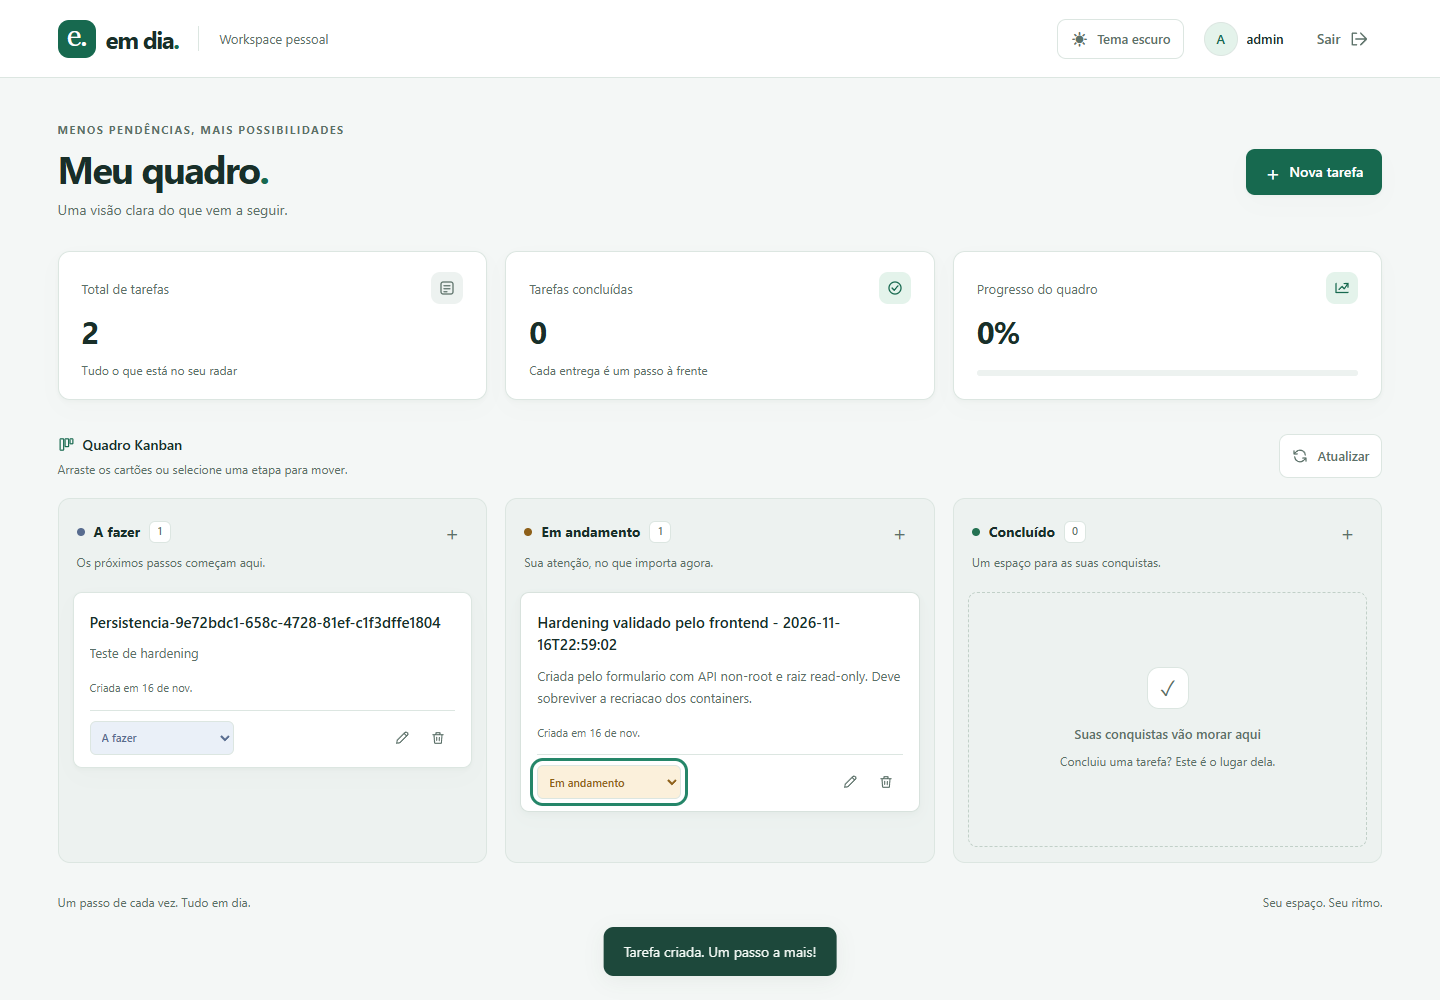 e. em dia. Workspace pessoal
Tema escuro
A admin
Sair
MENOS PENDÊNCIAS, MAIS POSSIBILIDADES
Meu quadro.
Uma visão clara do que vem a seguir.
+ Nova tarefa
Total de tarefas
2
Tudo o que está no seu radar
Tarefas concluídas
0
Cada entrega é um passo à frente
Progresso do quadro
0%
Quadro Kanban
Arraste os cartões ou selecione uma etapa para mover.
Atualizar
A fazer 1 +
Os próximos passos começam aqui.
Persistencia-9e72bdc1-658c-4728-81ef-c1f3dffe1804
Teste de hardening
Criada em 16 de nov.
A fazer
Em andamento 1 +
Sua atenção, no que importa agora.
Hardening validado pelo frontend - 2026-11-
16T22:59:02
Criada pelo formulario com API non-root e raiz read-only. Deve
sobreviver a recriacao dos containers.
Criada em 16 de nov.
Em andamento
Concluído 0 +
Um espaço para as suas conquistas.
Suas conquistas vão morar aqui
Concluiu uma tarefa? Este é o lugar dela.
Um passo de cada vez. Tudo em dia.
Seu espaço. Seu ritmo.
Tarefa criada. Um passo a mais!